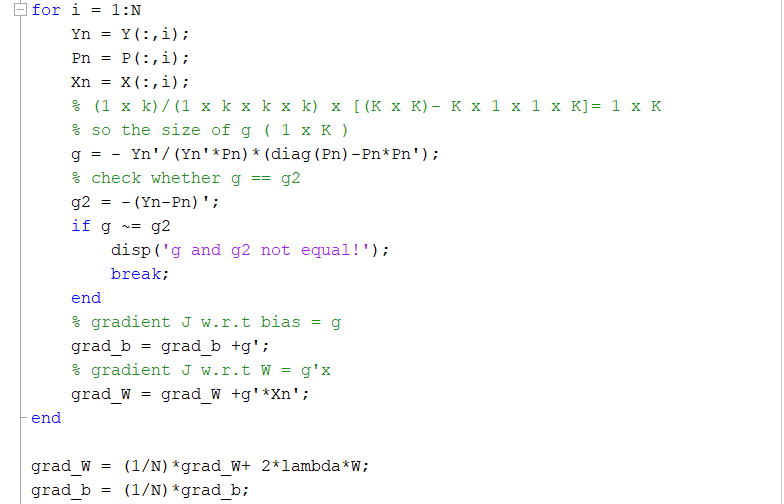 for i = 1:N
Yn = Y(:,i);
Pn = P(:,i);
Xn = X(:,i);
% (1 x k)/(1 x k x k x k) x [(K x K)- K x 1 x 1 x K]= 1 x K
% so the size of g ( 1 x K )
g = - Yn'/(Yn'*Pn)*(diag(Pn)-Pn*Pn');
% check whether g == g2
g2 = -(Yn-Pn)';
if g ~= g2
disp('g and g2 not equal!');
break;
end
% gradient J w.r.t bias = g
grad_b = grad_b +g';
% gradient J w.r.t W = g'x
grad_W = grad_W +g'*Xn';
end
grad_W = (1/N)*grad_W+ 2*lambda*W;
grad_b = (1/N)*grad_b;